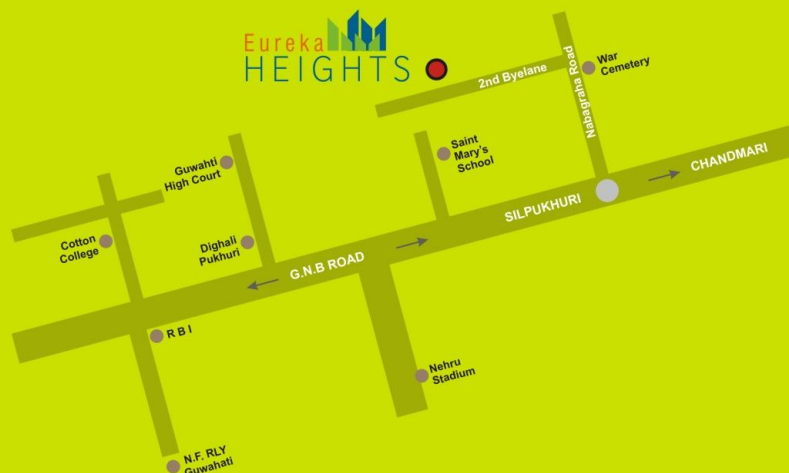 Eureka
HEIGHTS
2nd Byelane
Nabagraha Road
War
Cemetery
Saint
Mary's
School
Guwahti
High Court
CHANDMARI
SILPUKHURI
Cotton
College
Dighali
Pukhuri
G.N.B ROAD
R B I
Nehru
Stadium
N.F. RLY
Guwahati